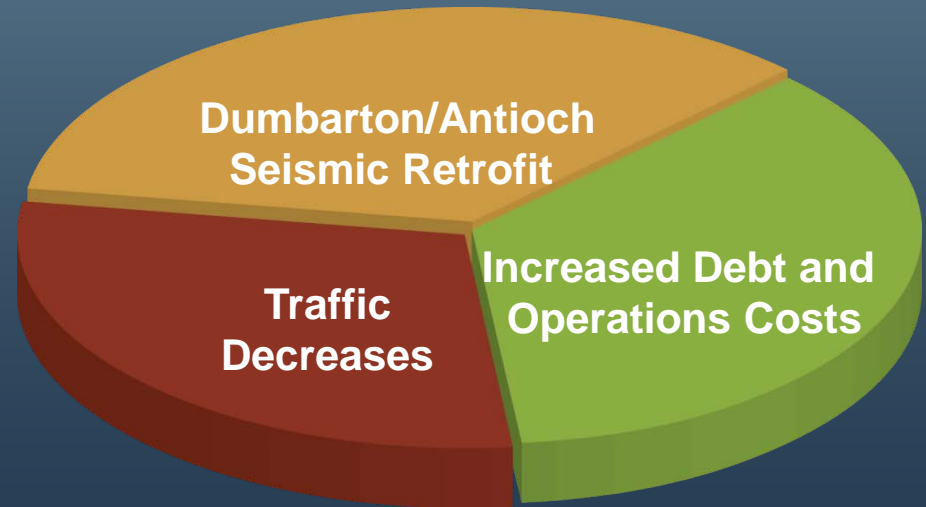 Dumbarton/Antioch
Seismic Retrofit
Increased Debt and
Operations Costs
Traffic
Decreases